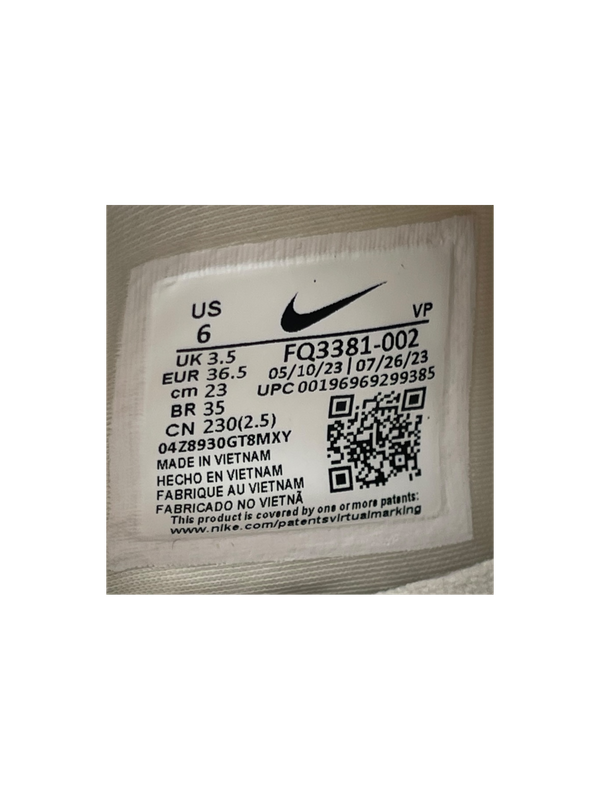 US
6
VP
UK 3.5
EUR 36.5
cm 23
BR 35
CN 230(2.5)
FQ3381-002
05/10/23 | 07/26/23
UPC 00196969299385
04Z8930GT8MXY
MADE IN VIETNAM
HECHO EN VIETNAM
FABRIQUE AU VIETNAM
FABRICADO NO VIETNÃ
This product is covered by one or more patents:
www.nike.com/patentsvirtualmarking